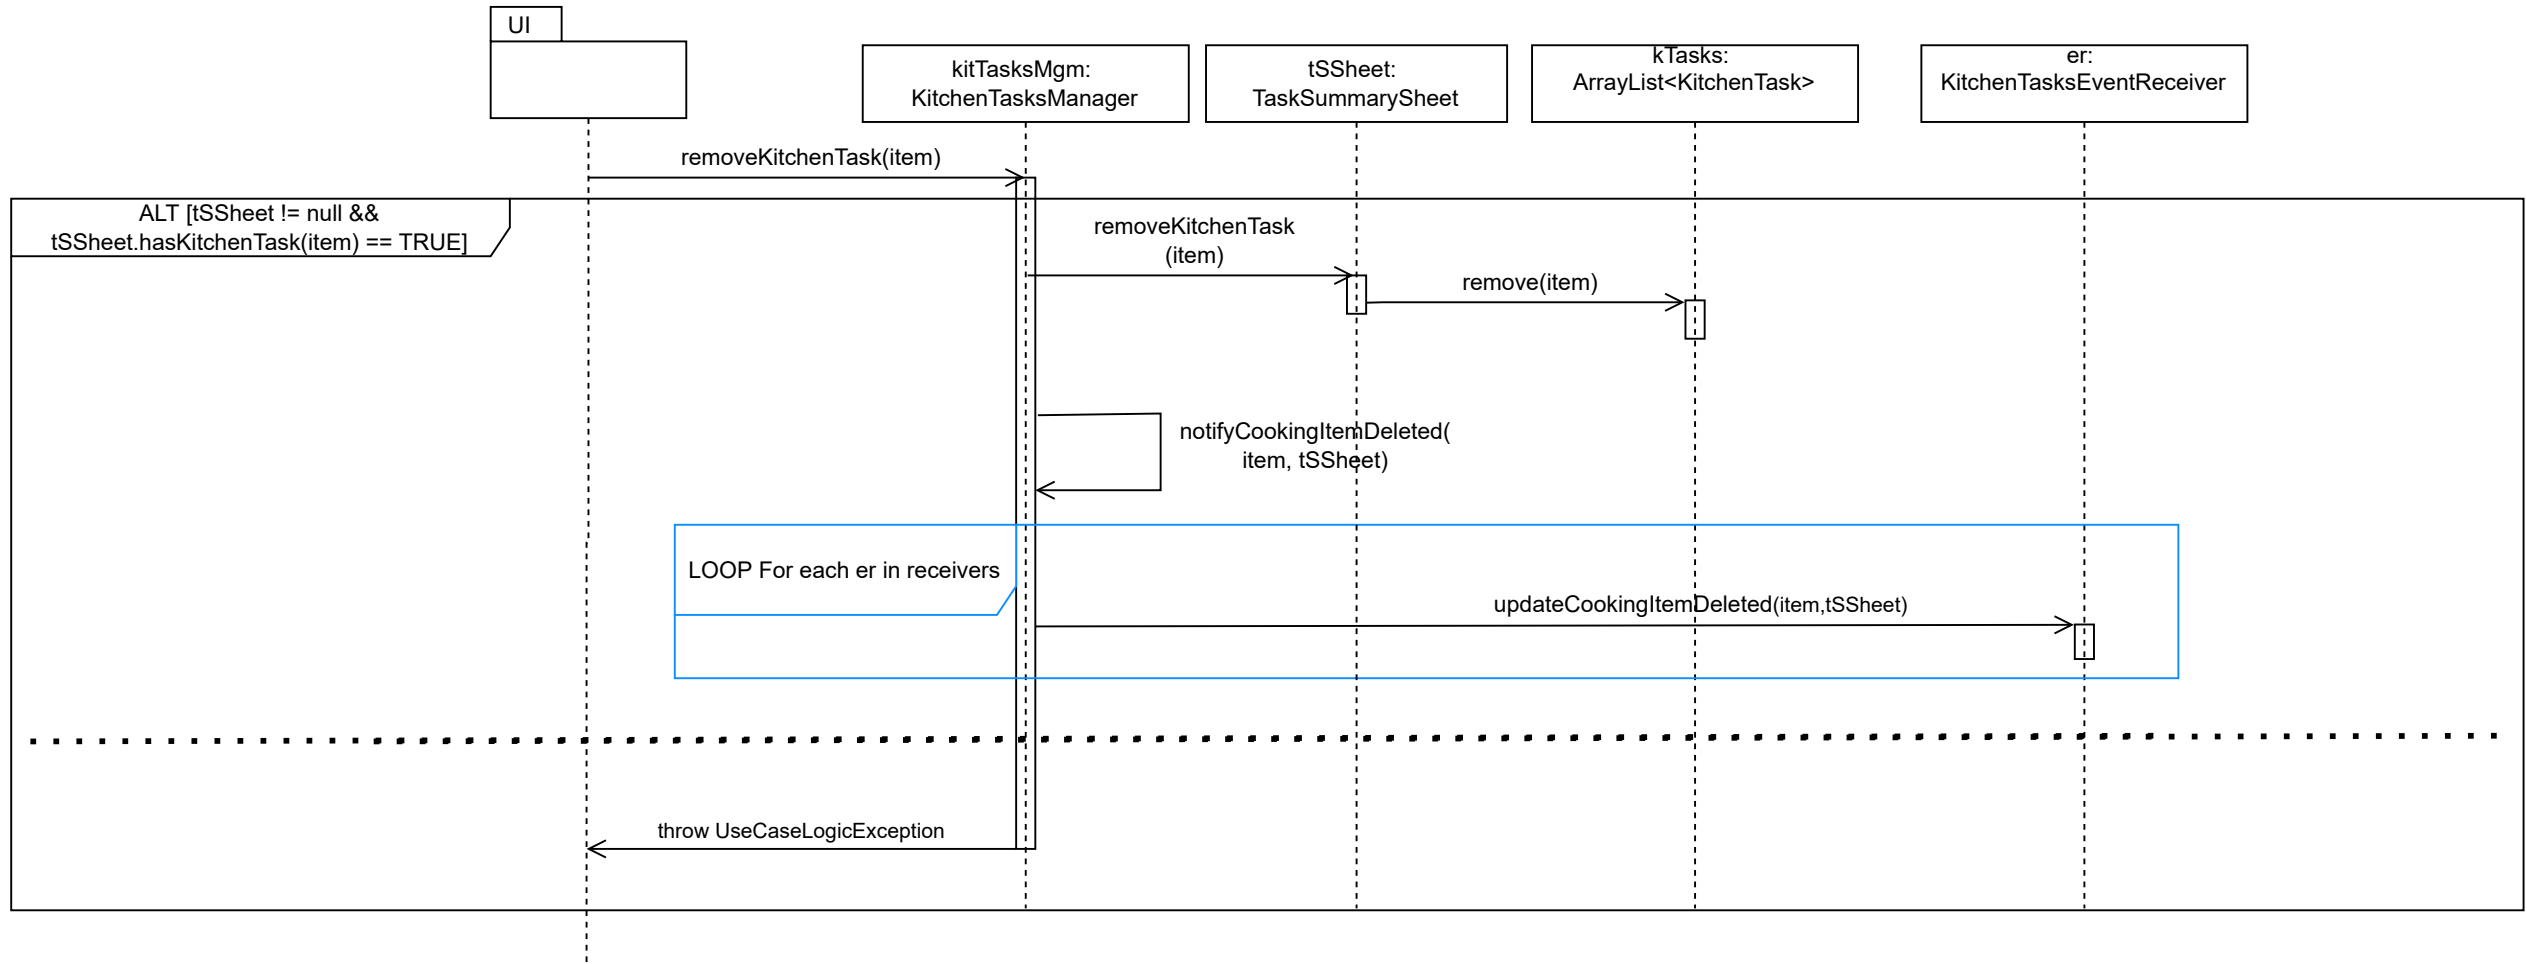 UI
kitTasksMgm:
KitchenTasksManager
tSSheet:
TaskSummarySheet
kTasks:
ArrayList<KitchenTask>
er:
KitchenTasksEventReceiver
removeKitchenTask(item)
ALT [tSSheet != null &&
tSSheet.hasKitchenTask(item) == TRUE]
removeKitchenTask
(item)
remove(item)
notifyCookingItemDeleted(
item, tSSheet)
LOOP For each er in receivers
updateCookingItemDeleted(item,tSSheet)
throw UseCaseLogicException